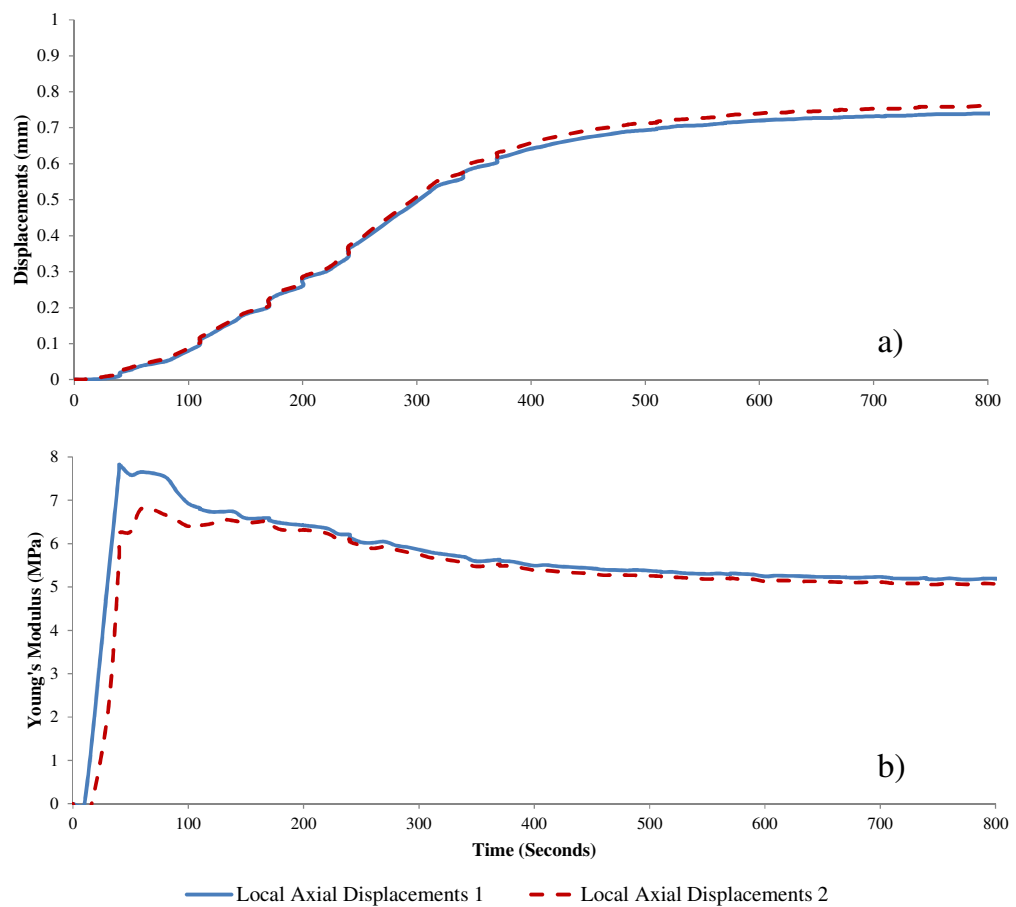 1
0.9
0.8
0.7
0.6
0.5
0.4
0.3
0.2
0.1
0
Displacements (mm)
a)
0 100 200 300 400 500 600 700 800
8
7
6
5
4
3
2
1
0
Young's Modulus (MPa)
b)
0 100 200 300 400 500 600 700 800
Time (Seconds)
Local Axial Displacements 1 Local Axial Displacements 2